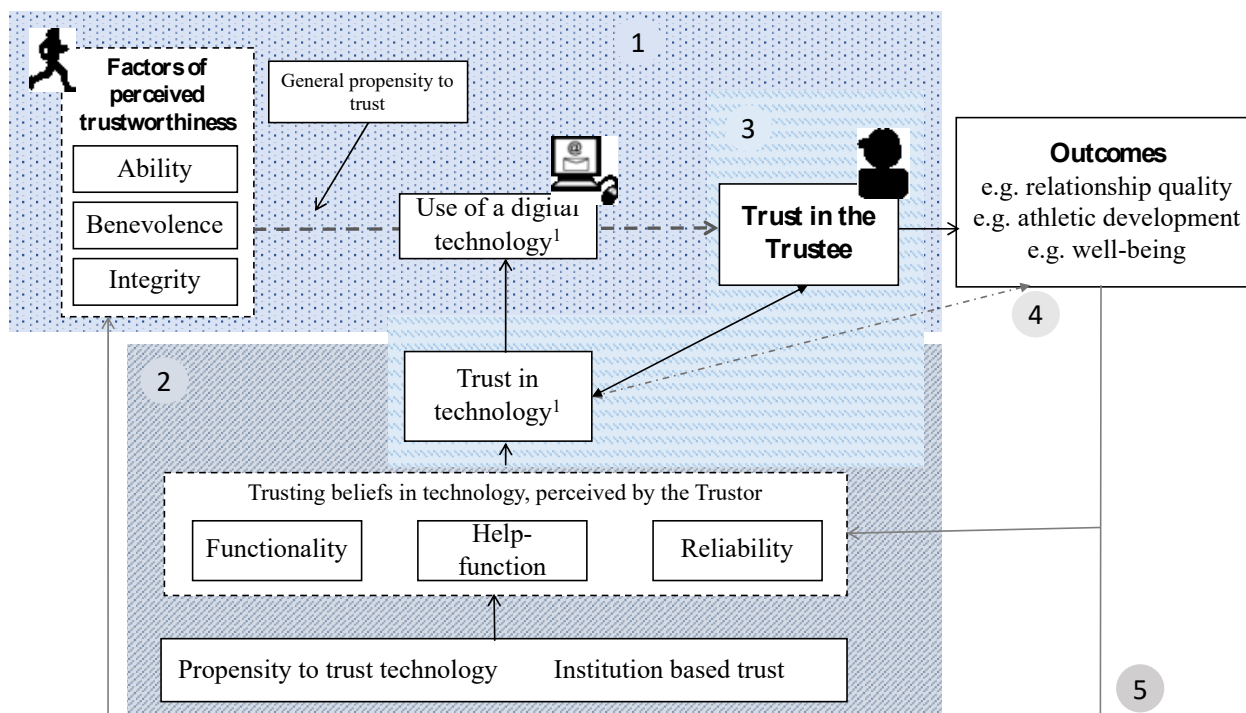 1
Factors of
perceived
trustworthiness
Ability
Benevolence
Integrity
General propensity to
trust
@
Use of a digital
technology¹
3
Trust in the
Trustee
Outcomes
e.g. relationship quality
e.g. athletic development
e.g. well-being
4
2
Trust in
technology¹
Trusting beliefs in technology, perceived by the Trustor
Functionality
Help-
function
Reliability
Propensity to trust technology Institution based trust
5